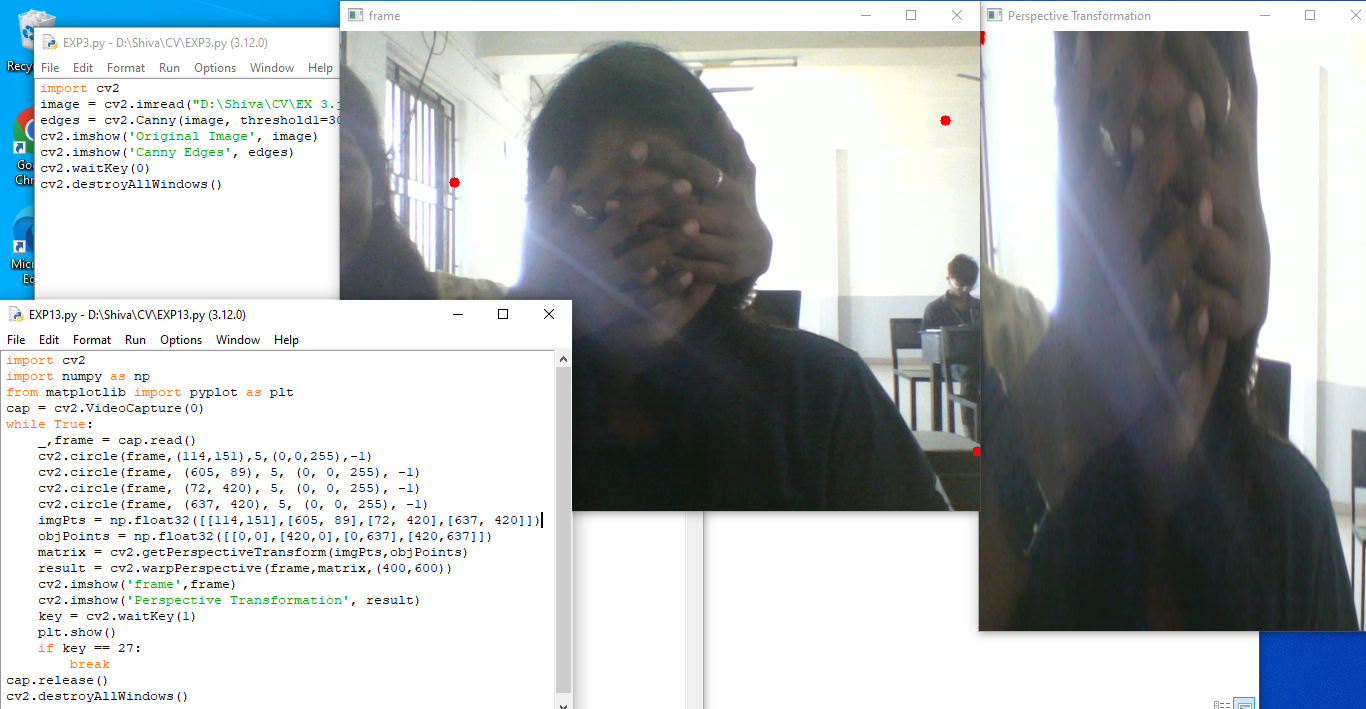 Recy
Goo
Chr
Micr
Ed
EXP3.py - D:\Shiva\CV\EXP3.py (3.12.0)
File Edit Format Run Options Window Help
import cv2
image = cv2.imread("D:\Shiva\CV\EX 3.j
edges = cv2.Canny(image, threshold1=30
cv2.imshow('Original Image', image)
cv2.imshow('Canny Edges', edges)
cv2.waitKey(0)
cv2.destroyAllWindows()
frame
Perspective Transformation
EXP13.py - D:\Shiva\CV\EXP13.py (3.12.0)
File Edit Format Run Options Window Help
import cv2
import numpy as np
from matplotlib import pyplot as plt
cap = cv2.VideoCapture(0)
while True:
    _,frame = cap.read()
    cv2.circle(frame,(114,151),5,(0,0,255),-1)
    cv2.circle(frame, (605, 89), 5, (0, 0, 255), -1)
    cv2.circle(frame, (72, 420), 5, (0, 0, 255), -1)
    cv2.circle(frame, (637, 420), 5, (0, 0, 255), -1)
    imgPts = np.float32([[114,151],[605, 89],[72, 420],[637, 420]])
    objPoints = np.float32([[0,0],[420,0],[0,637],[420,637]])
    matrix = cv2.getPerspectiveTransform(imgPts,objPoints)
    result = cv2.warpPerspective(frame,matrix,(400,600))
    cv2.imshow('frame',frame)
    cv2.imshow('Perspective Transformation', result)
    key = cv2.waitKey(1)
    plt.show()
    if key == 27:
        break
cap.release()
cv2.destroyAllWindows()